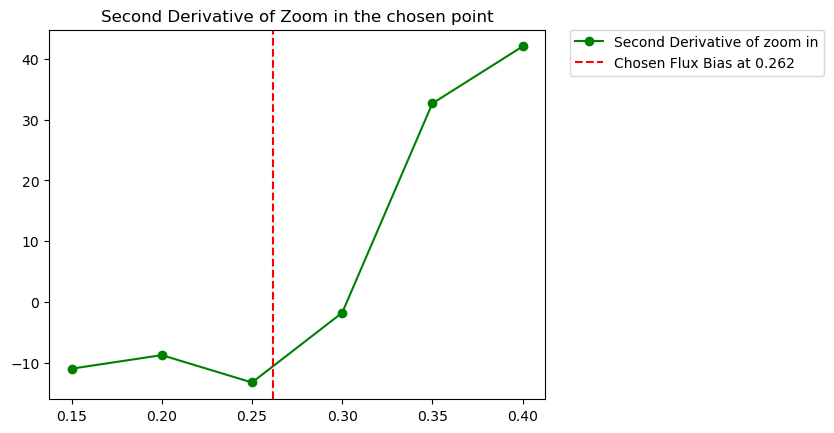 Second Derivative of Zoom in the chosen point
Second Derivative of zoom in
Chosen Flux Bias at 0.262
40
30
20
10
0
−10
0.15 0.20 0.25 0.30 0.35 0.40